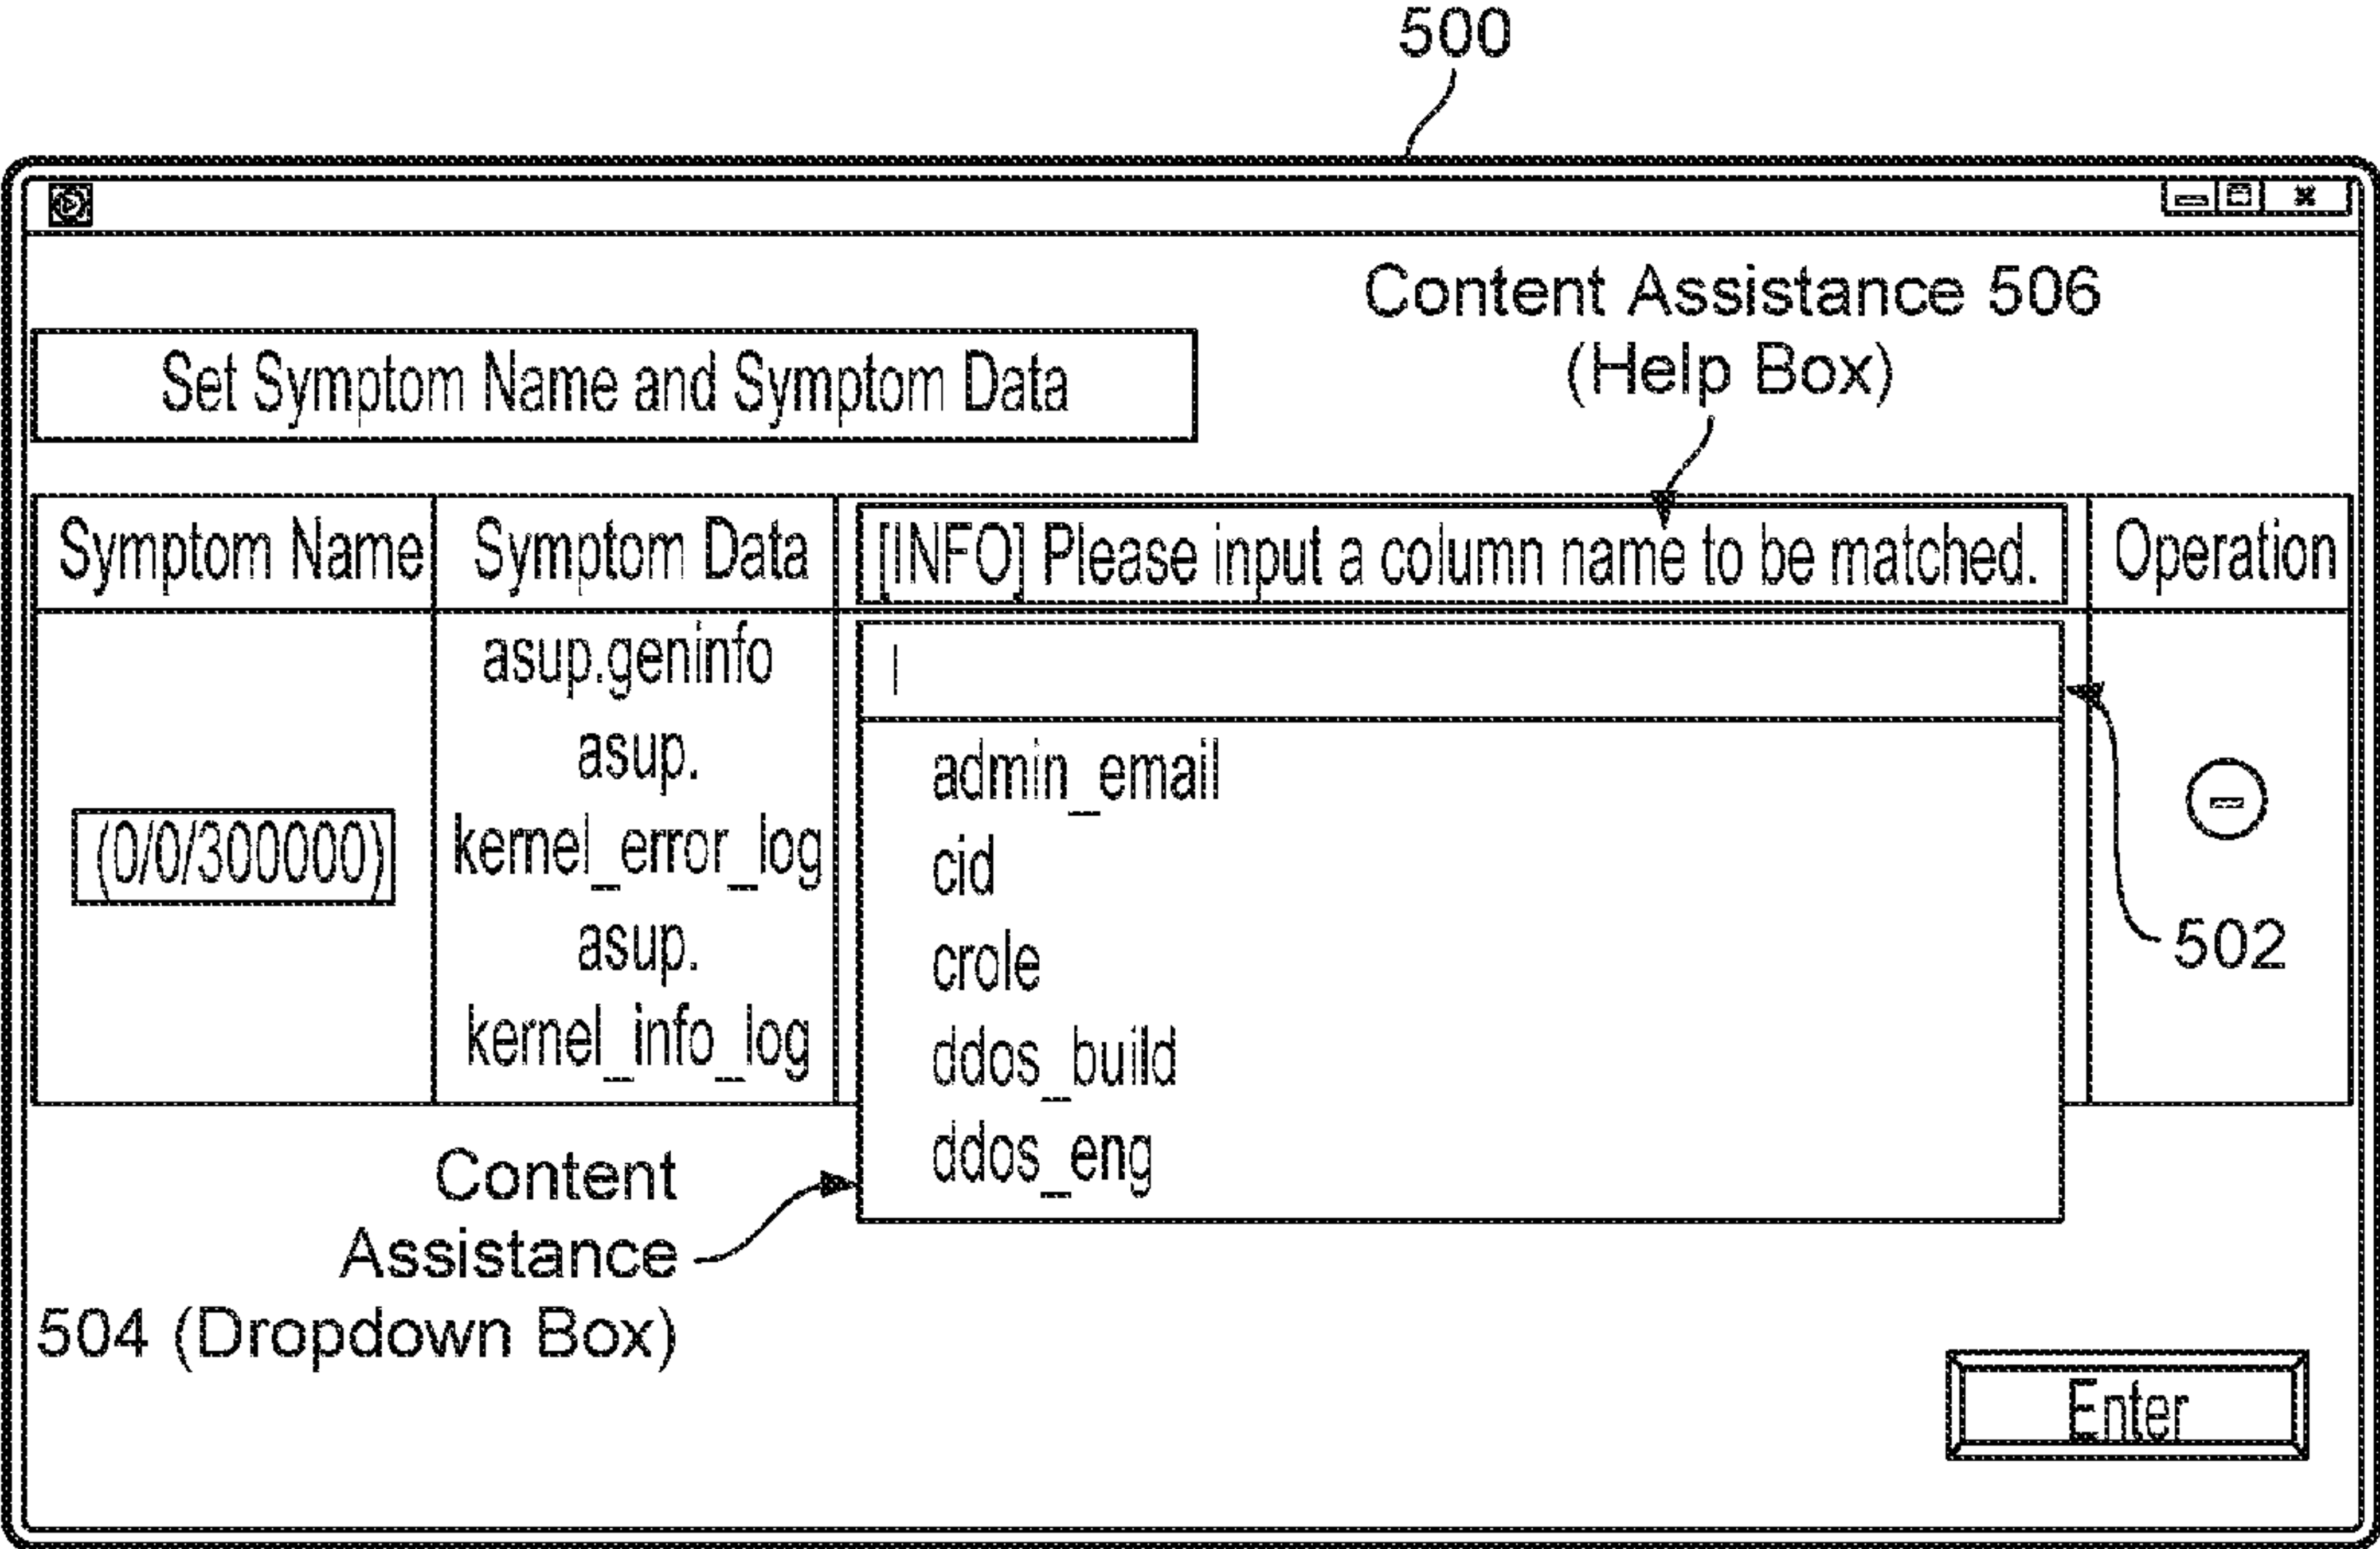 500
Content Assistance 506
(Help Box)
Set Symptom Name and Symptom Data
Symptom Name
Symptom Data
[INFO] Please input a column name to be matched.
Operation
(0/0/300000)
asup.geninfo
asup.
kernel_error_log
asup.
kernel_info_log
admin_email
cid
crole
ddos_build
ddos_eng
502
Content
Assistance
504 (Dropdown Box)
Enter